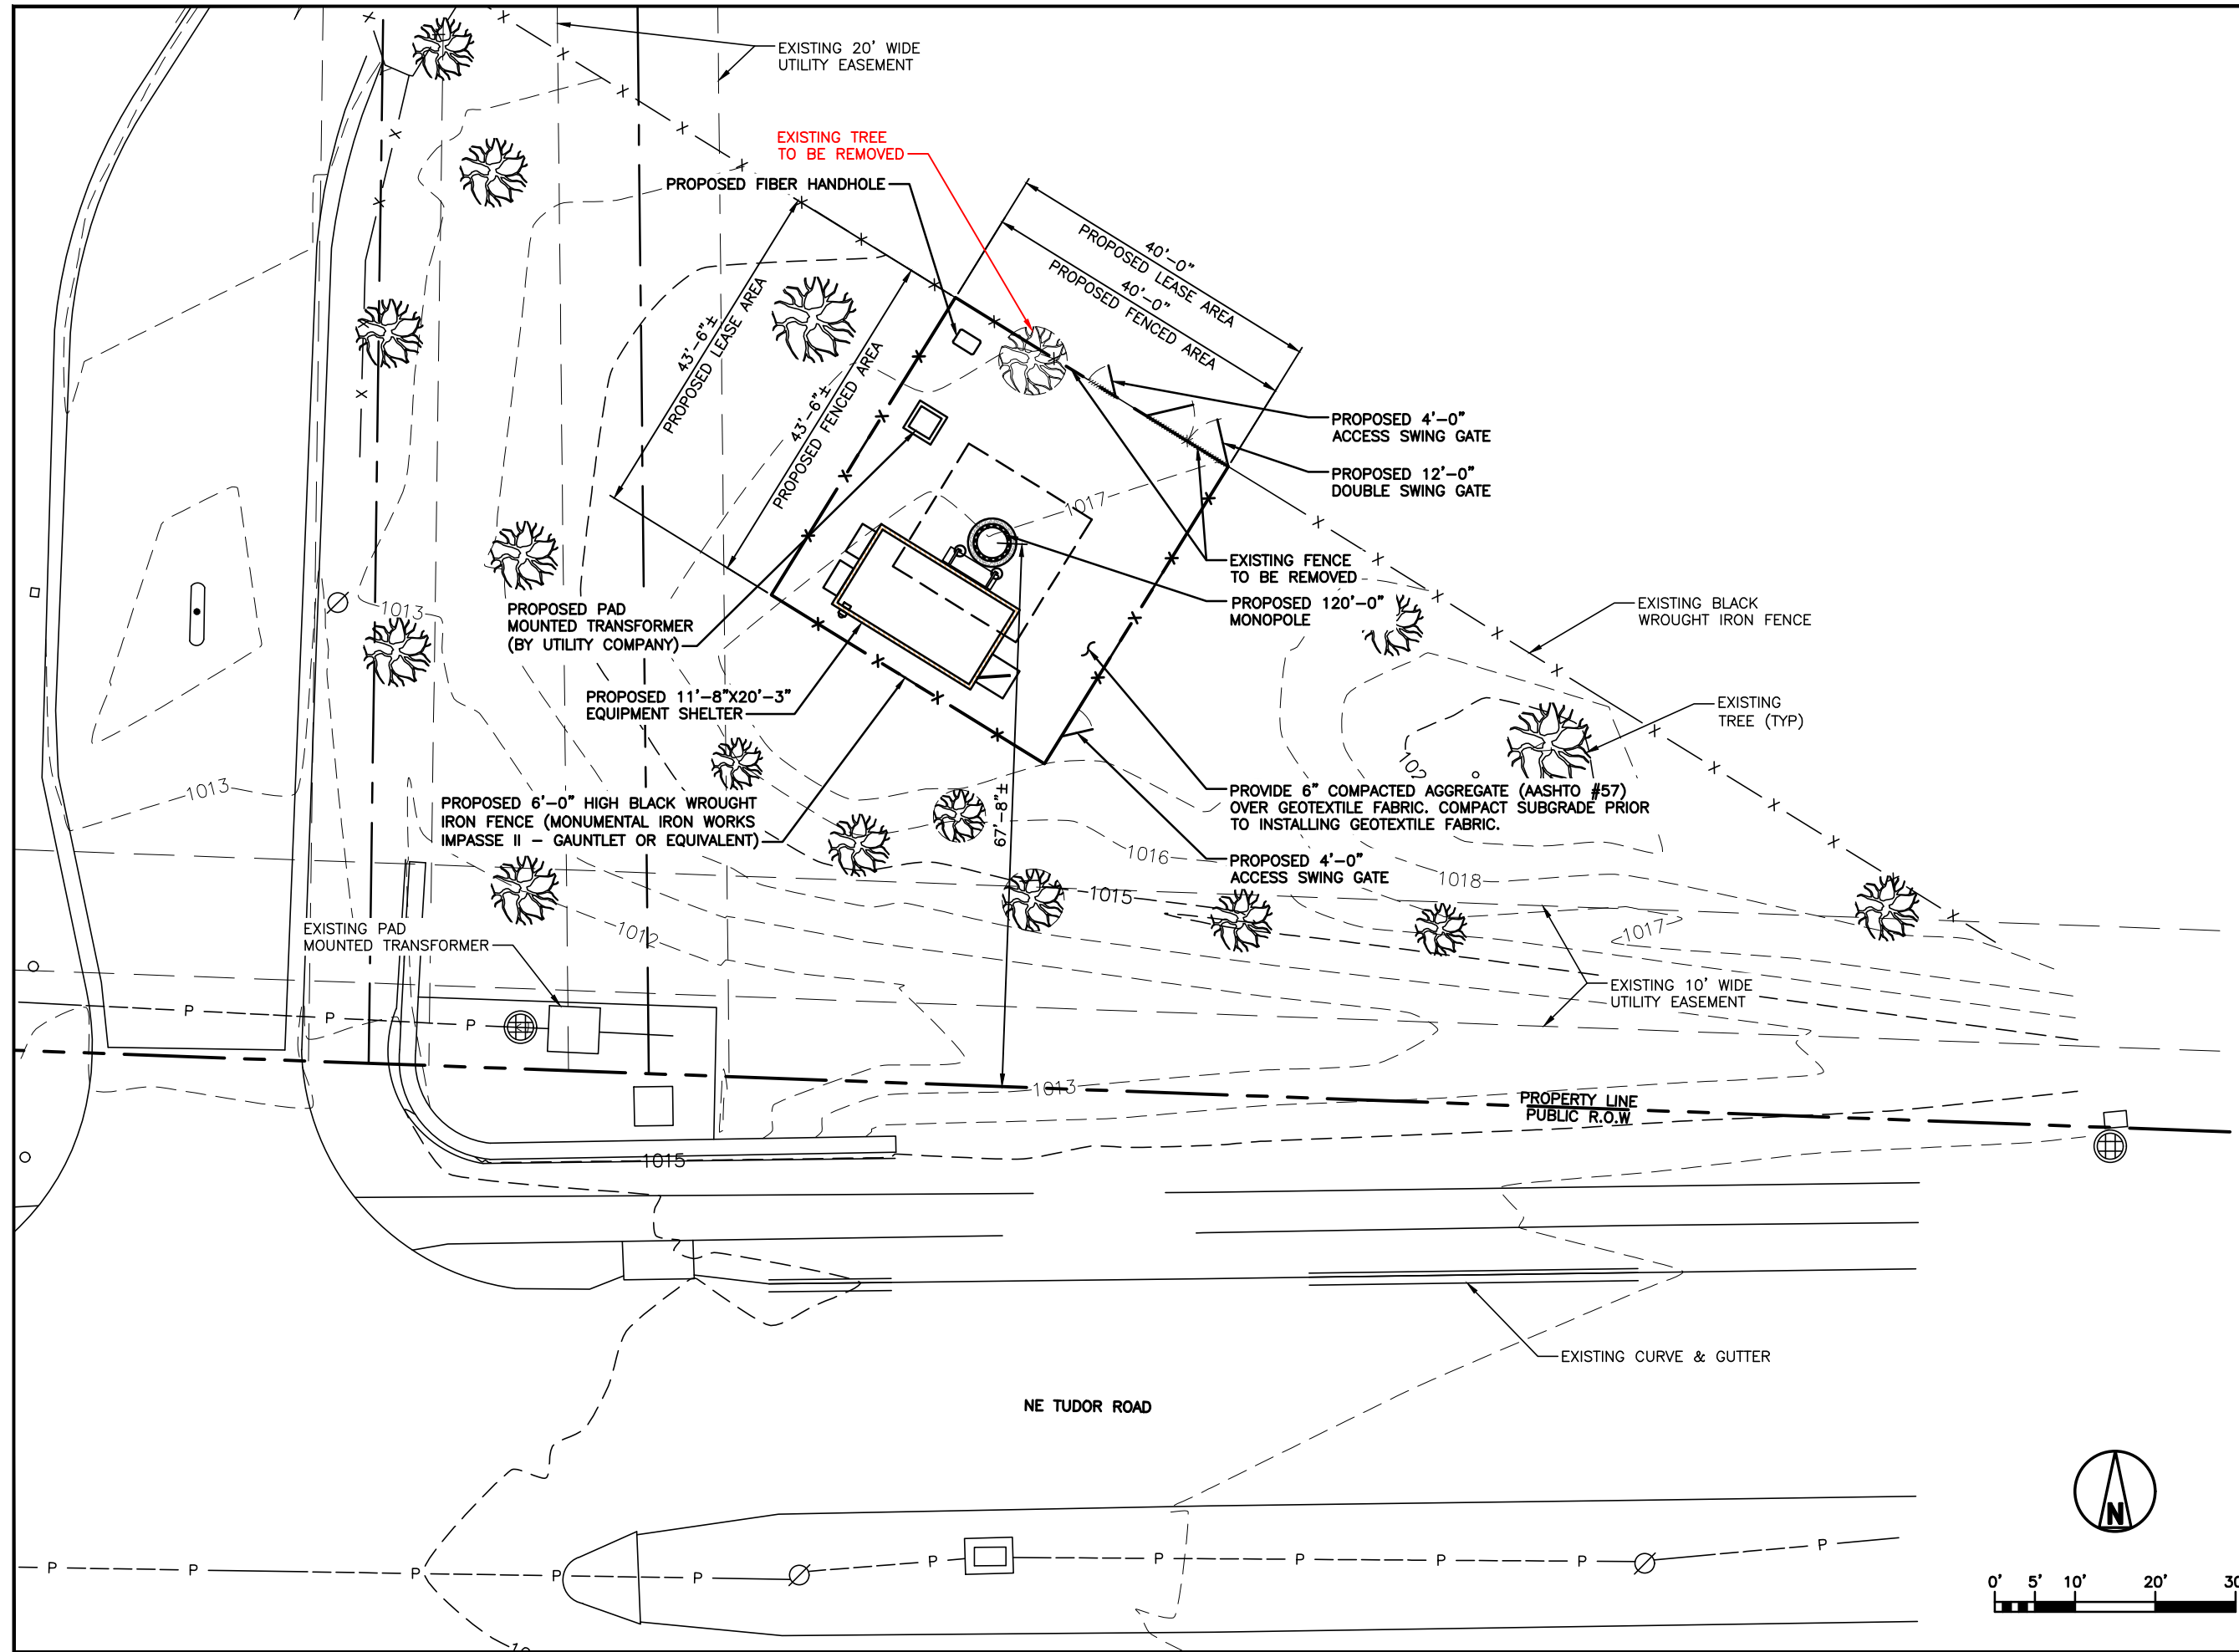 EXISTING 20' WIDE
UTILITY EASEMENT
EXISTING TREE
TO BE REMOVED
PROPOSED FIBER HANDHOLE
40'-0"
PROPOSED LEASE AREA
40'-0"
PROPOSED FENCED AREA
43'-6"±
PROPOSED LEASE AREA
43'-6"±
PROPOSED FENCED AREA
PROPOSED 4'-0"
ACCESS SWING GATE
PROPOSED 12'-0"
DOUBLE SWING GATE
1017
EXISTING FENCE
TO BE REMOVED
PROPOSED 120'-0"
MONOPOLE
EXISTING BLACK
WROUGHT IRON FENCE
1013
PROPOSED PAD
MOUNTED TRANSFORMER
(BY UTILITY COMPANY)
PROPOSED 11'-8"X20'-3"
EQUIPMENT SHELTER
EXISTING
TREE (TYP)
1013
PROPOSED 6'-0" HIGH BLACK WROUGHT
IRON FENCE (MONUMENTAL IRON WORKS
IMPASSE II – GAUNTLET OR EQUIVALENT)
67'-8"±
PROVIDE 6" COMPACTED AGGREGATE (AASHTO #57)
OVER GEOTEXTILE FABRIC. COMPACT SUBGRADE PRIOR
TO INSTALLING GEOTEXTILE FABRIC.
1016
PROPOSED 4'-0"
ACCESS SWING GATE
1018
1015
1012
1017
EXISTING PAD
MOUNTED TRANSFORMER
EXISTING 10' WIDE
UTILITY EASEMENT
P P P
1013
PROPERTY LINE
PUBLIC R.O.W
1015
EXISTING CURVE & GUTTER
NE TUDOR ROAD
N
P P P P P P P P P P P
0' 5' 10' 20' 30